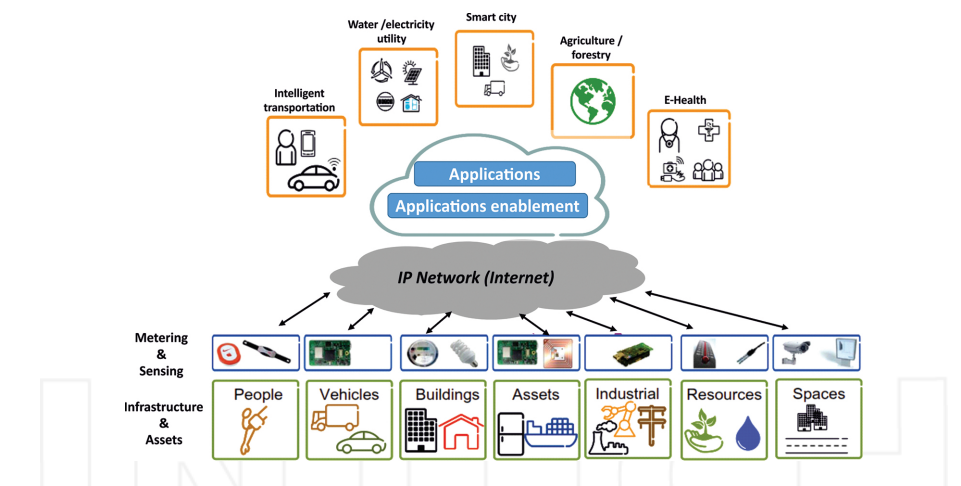 Smart city
Water /electricity
utility
Agriculture /
forestry
Intelligent
transportation
E-Health
Applications
Applications enablement
IP Network (Internet)
Metering
&
Sensing
Infrastructure
&
Assets
People
Vehicles
Buildings
Assets
Industrial
Resources
Spaces